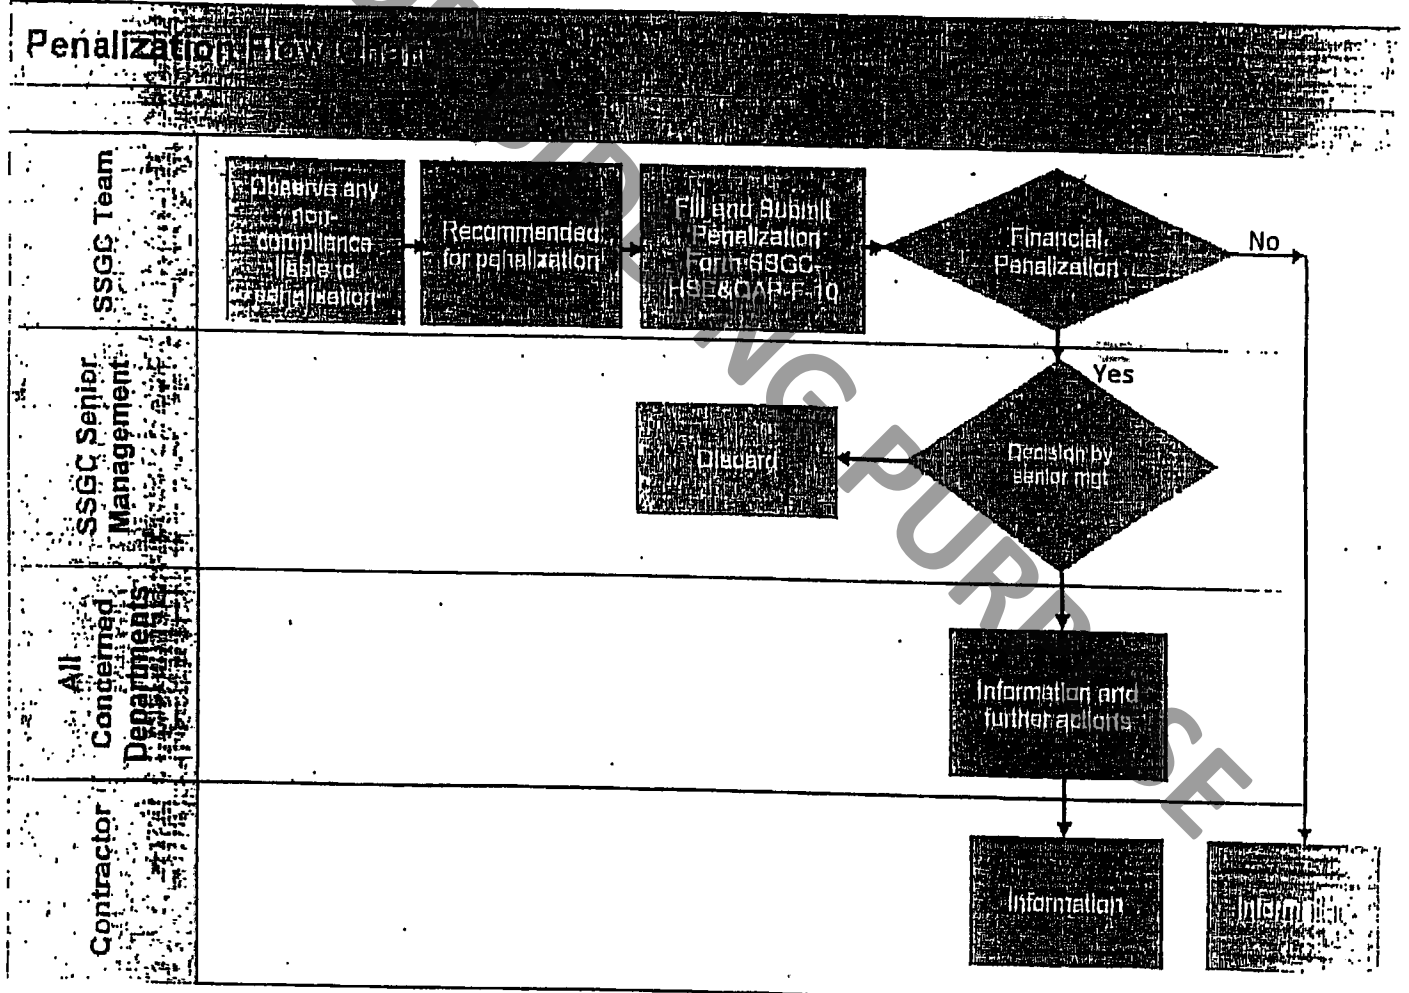 Penalization Flow Chart
SSGC Team
Observe any
non-
compliance
liable to
penalization
Recommended
for penalization
Fill and Submit
Penalization
Form-SSGC-
HSE&QAP-F-10
Financial
Penalization
No
Yes
SSGC Senior
Management
Discard
Decision by
senior mgt
All
Concerned
Departments
Information and
further actions
Contractor
Information
NG PURPOSE